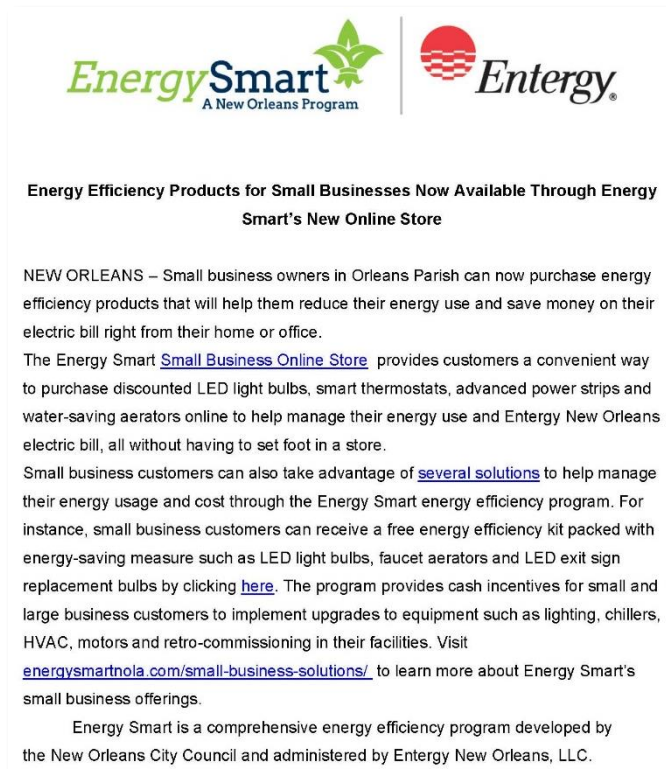 EnergySmart
A New Orleans Program
Entergy®
Energy Efficiency Products for Small Businesses Now Available Through Energy
Smart's New Online Store
NEW ORLEANS – Small business owners in Orleans Parish can now purchase energy
efficiency products that will help them reduce their energy use and save money on their
electric bill right from their home or office.
The Energy Smart Small Business Online Store provides customers a convenient way
to purchase discounted LED light bulbs, smart thermostats, advanced power strips and
water-saving aerators online to help manage their energy use and Entergy New Orleans
electric bill, all without having to set foot in a store.
Small business customers can also take advantage of several solutions to help manage
their energy usage and cost through the Energy Smart energy efficiency program. For
instance, small business customers can receive a free energy efficiency kit packed with
energy-saving measure such as LED light bulbs, faucet aerators and LED exit sign
replacement bulbs by clicking here. The program provides cash incentives for small and
large business customers to implement upgrades to equipment such as lighting, chillers,
HVAC, motors and retro-commissioning in their facilities. Visit
energysmartnola.com/small-business-solutions/ to learn more about Energy Smart's
small business offerings.
Energy Smart is a comprehensive energy efficiency program developed by
the New Orleans City Council and administered by Entergy New Orleans, LLC.